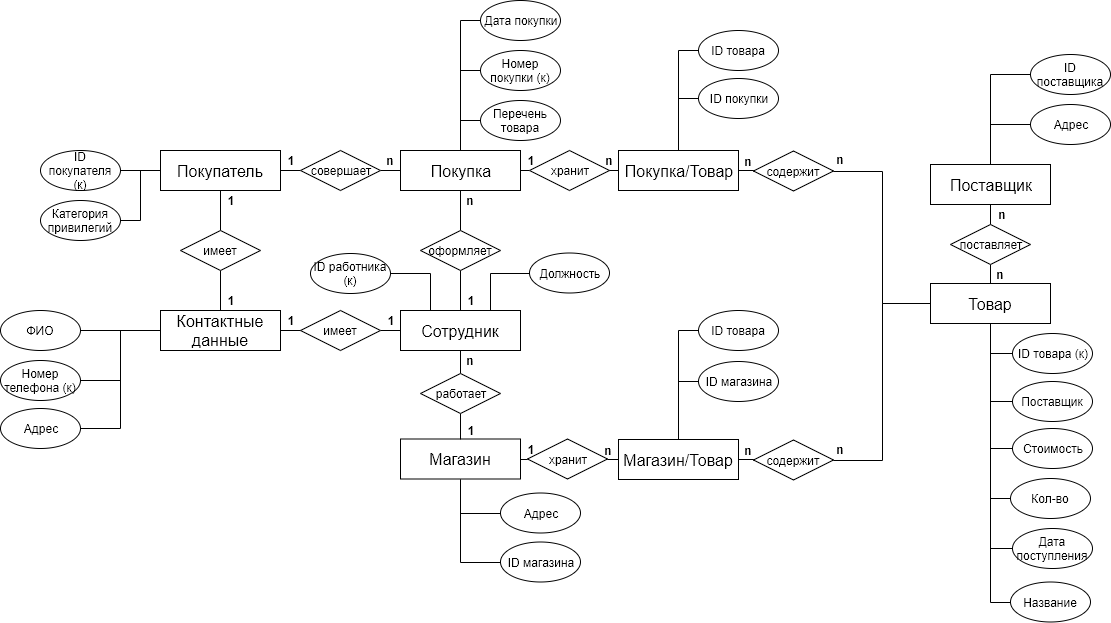 Дата покупки
Номер
покупки (к)
Перечень
товара
ID товара
ID покупки
ID
поставщика
Адрес
ID
покупателя
(к)
Категория
привилегий
Покупатель
1
совершает
n
Покупка
1
хранит
n
Покупка/Товар
n
содержит
n
Поставщик
n
поставляет
n
Товар
1
имеет
1
n
оформляет
1
ID работника
(к)
Должность
ФИО
Номер
телефона (к)
Адрес
Контактные
данные
1
имеет
1
Сотрудник
n
работает
1
Магазин
1
хранит
n
Магазин/Товар
n
содержит
n
ID товара
ID магазина
Адрес
ID магазина
ID товара (к)
Поставщик
Стоимость
Кол-во
Дата
поступления
Название